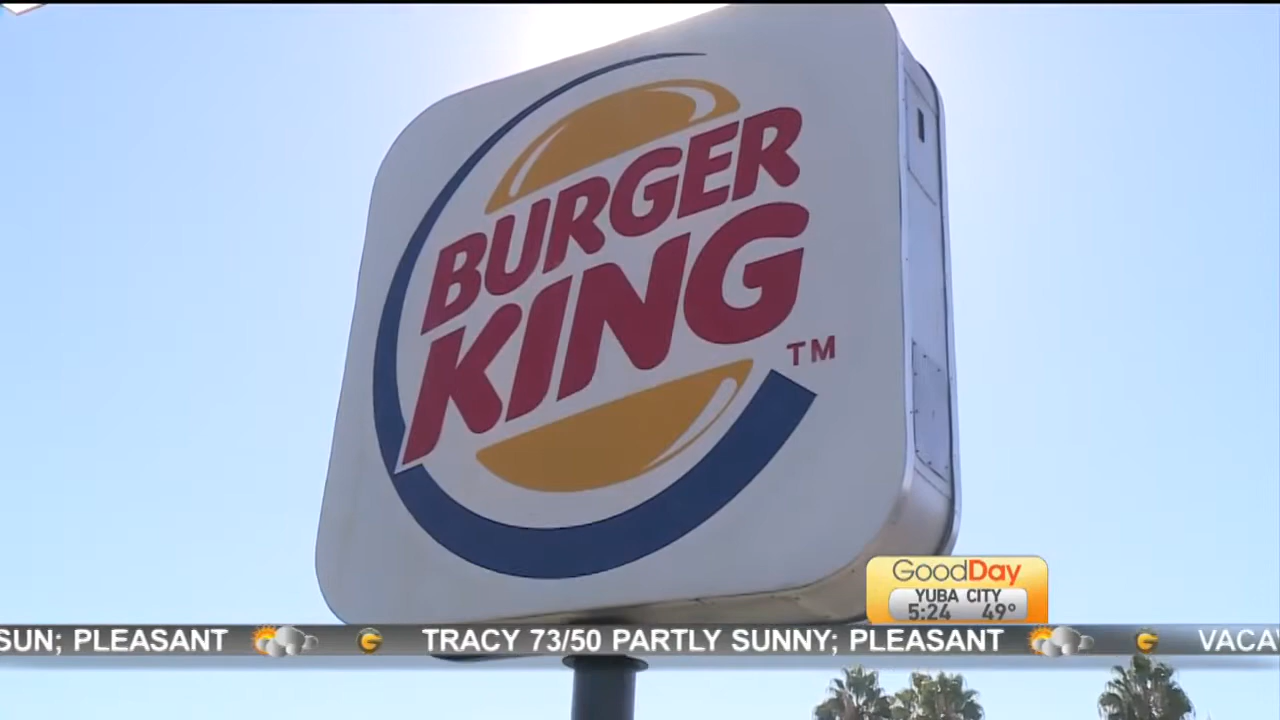 BURGER
KING
TM
GoodDay
YUBA CITY
5:24 49°
SUN; PLEASANT TRACY 73/50 PARTLY SUNNY; PLEASANT VACA